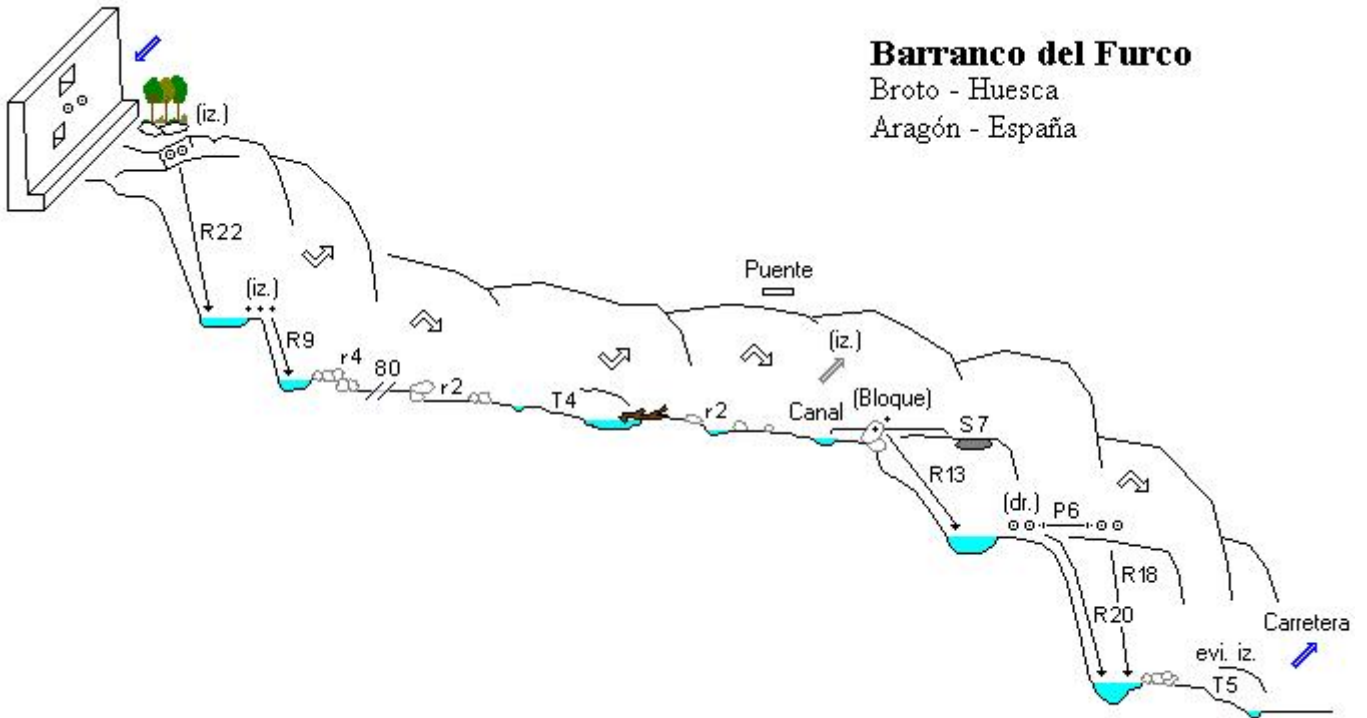 Barranco del Furco
Broto - Huesca
Aragón - España
(iz.)
R22
(iz.)
R9
r4
80
r2
T4
r2
Puente
(iz.)
Canal
(Bloque)
S7
R13
(dr.)
P6
R18
R20
Carretera
evi. iz.
T5